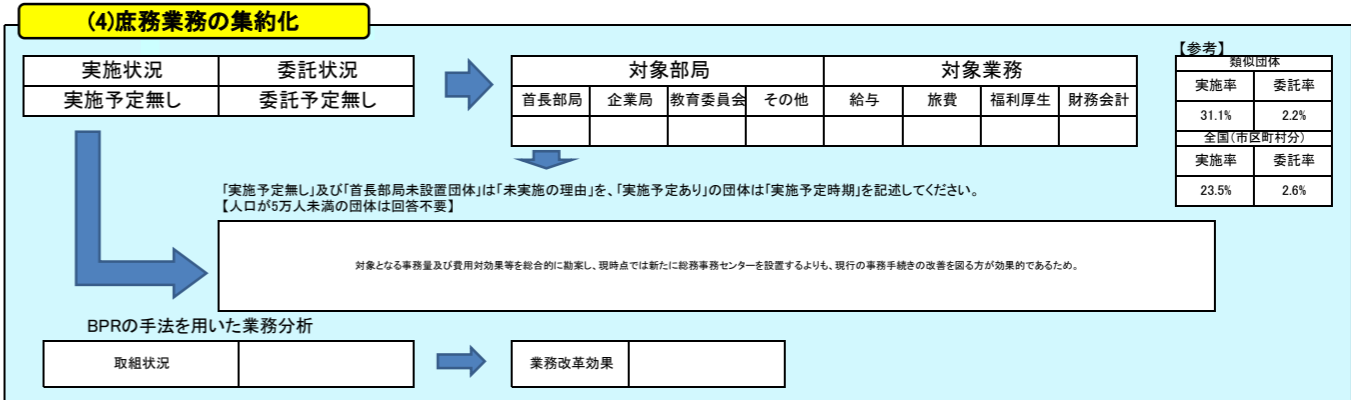 (4)庶務業務の集約化
実施状況 委託状況
実施予定無し 委託予定無し
対象部局 対象業務
首長部局 企業局 教育委員会 その他 給与 旅費 福利厚生 財務会計
【参考】
類似団体
実施率 委託率
31.1% 2.2%
全国(市区町村分)
実施率 委託率
23.5% 2.6%
「実施予定無し」及び「首長部局未設置団体」は「未実施の理由」を、「実施予定あり」の団体は「実施予定時期」を記述してください。
【人口が5万人未満の団体は回答不要】
対象となる事務量及び費用対効果等を総合的に勘案し、現時点では新たに総務事務センターを設置するよりも、現行の事務手続きの改善を図る方が効果的であるため。
BPRの手法を用いた業務分析
取組状況
業務改革効果